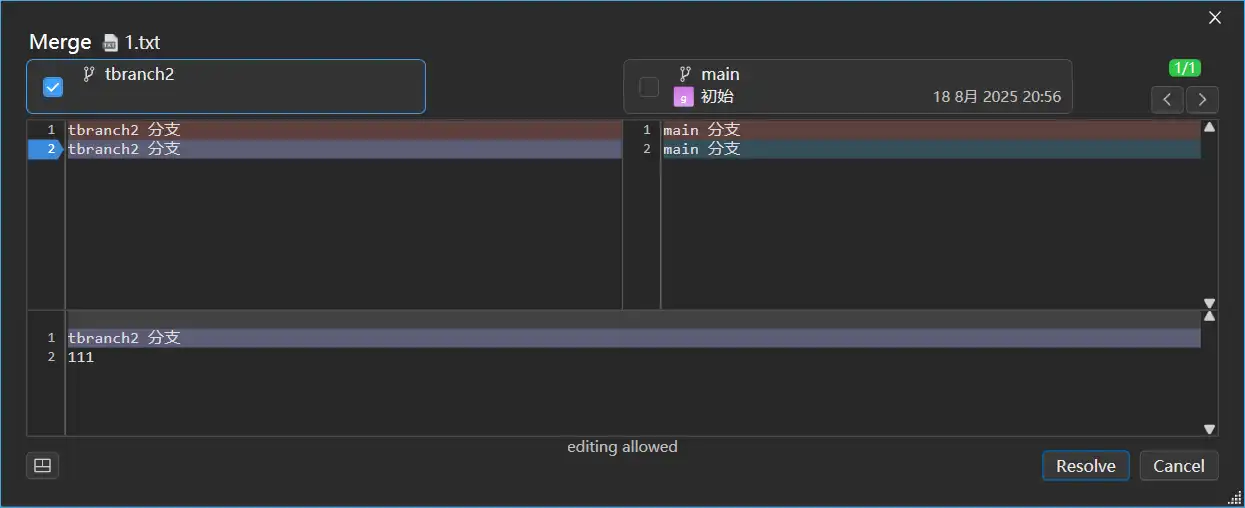 Merge 1.txt
tbranch2
main
初始
18 8月 2025 20:56
1/1
1 tbranch2 分支
2 tbranch2 分支
1 main 分支
2 main 分支
1 tbranch2 分支
2 111
editing allowed
Resolve
Cancel